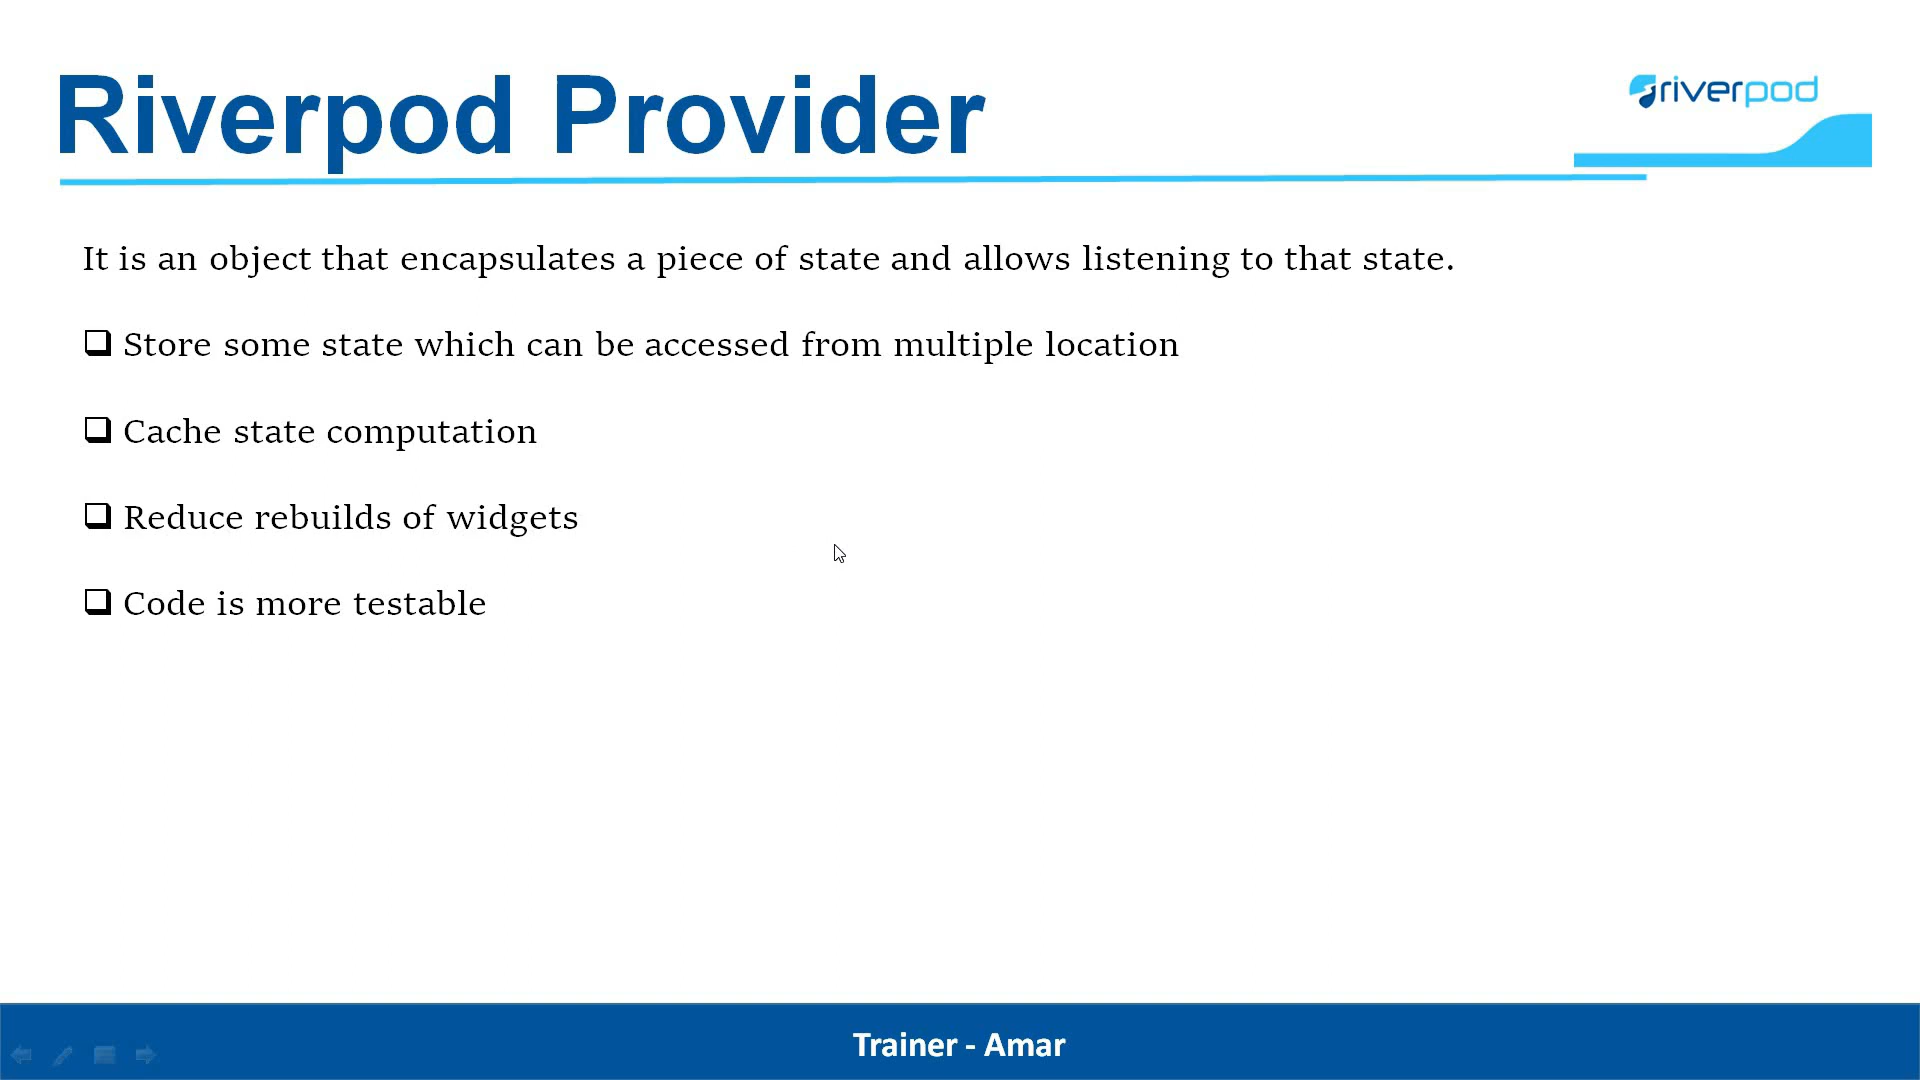 Riverpod Provider
riverpod
It is an object that encapsulates a piece of state and allows listening to that state.
Store some state which can be accessed from multiple location
Cache state computation
Reduce rebuilds of widgets
Code is more testable
Trainer - Amar